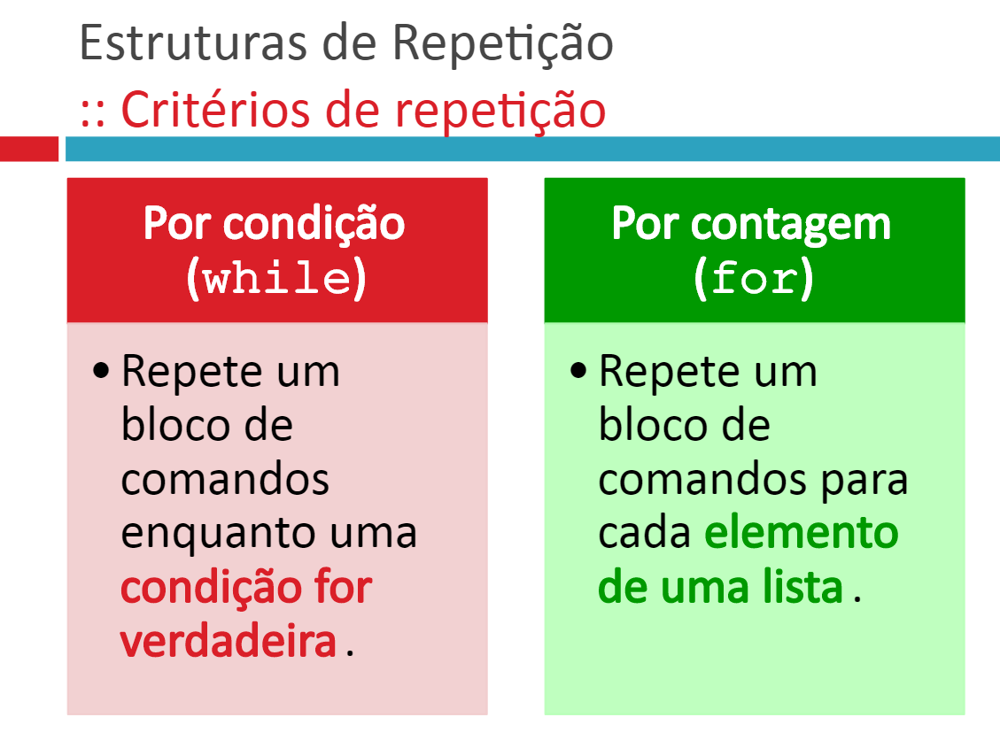 Estruturas de Repetição
:: Critérios de repetição
Por condição
(while)
• Repete um
bloco de
comandos
enquanto uma
condição for
verdadeira .
Por contagem
(for)
• Repete um
bloco de
comandos para
cada elemento
de uma lista .